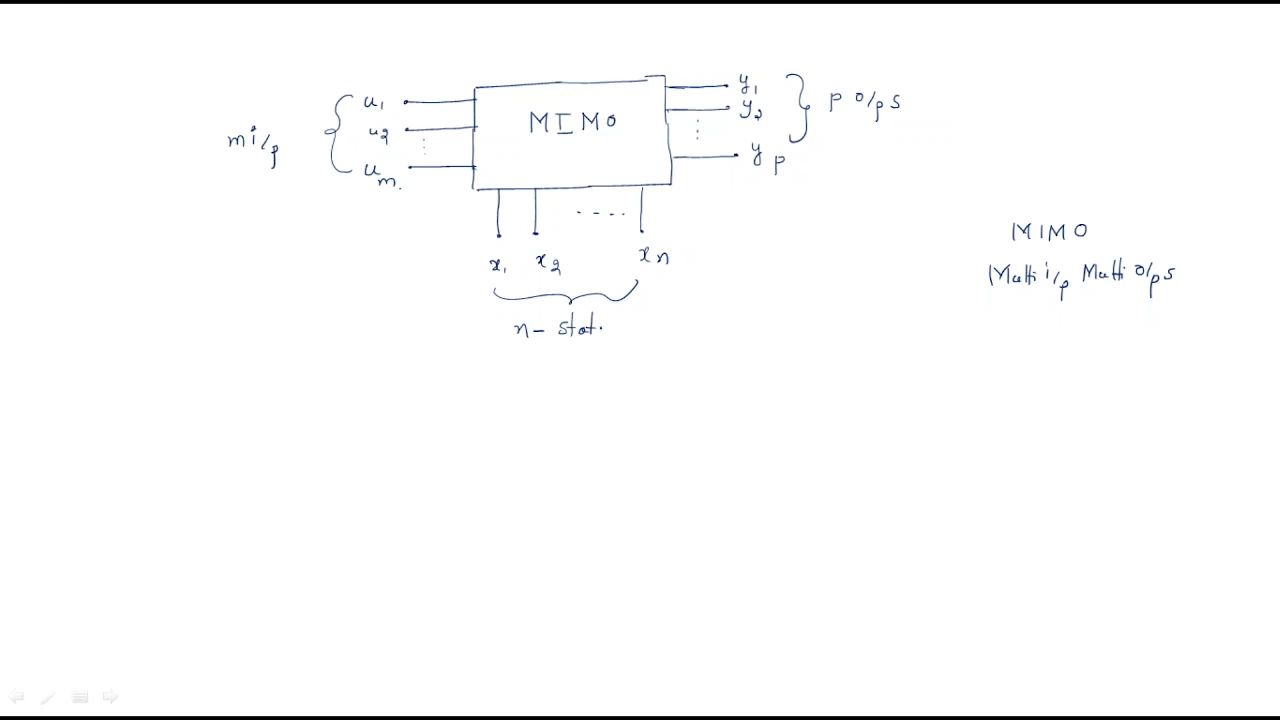 m i/p
u1
u2
um.
MIMO
y1
y2
yp
p o/ps
x1 x2 .... xn
n- stat.
MIMO
Multi i/p Multi o/ps